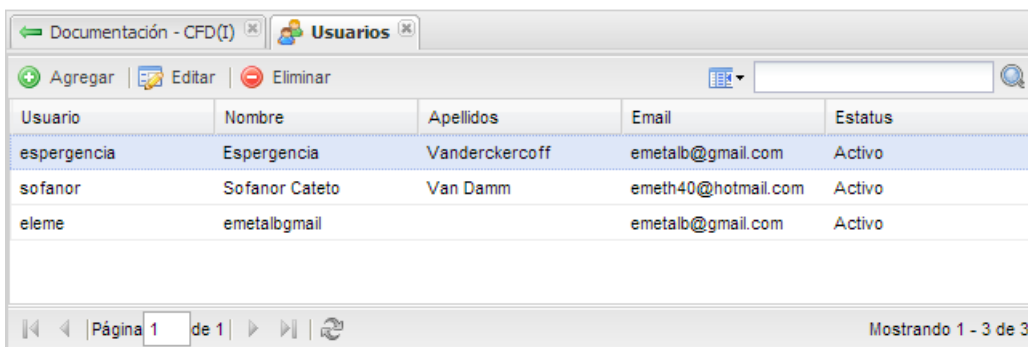 Documentación - CFD(I) Usuarios
Agregar Editar Eliminar
Usuario Nombre Apellidos Email Estatus
espergencia Espergencia Vanderckercoff emetalb@gmail.com Activo
sofanor Sofanor Cateto Van Damm emeth40@hotmail.com Activo
eleme emetalbgmail emetalb@gmail.com Activo
Página 1 de 1 Mostrando 1 - 3 de 3